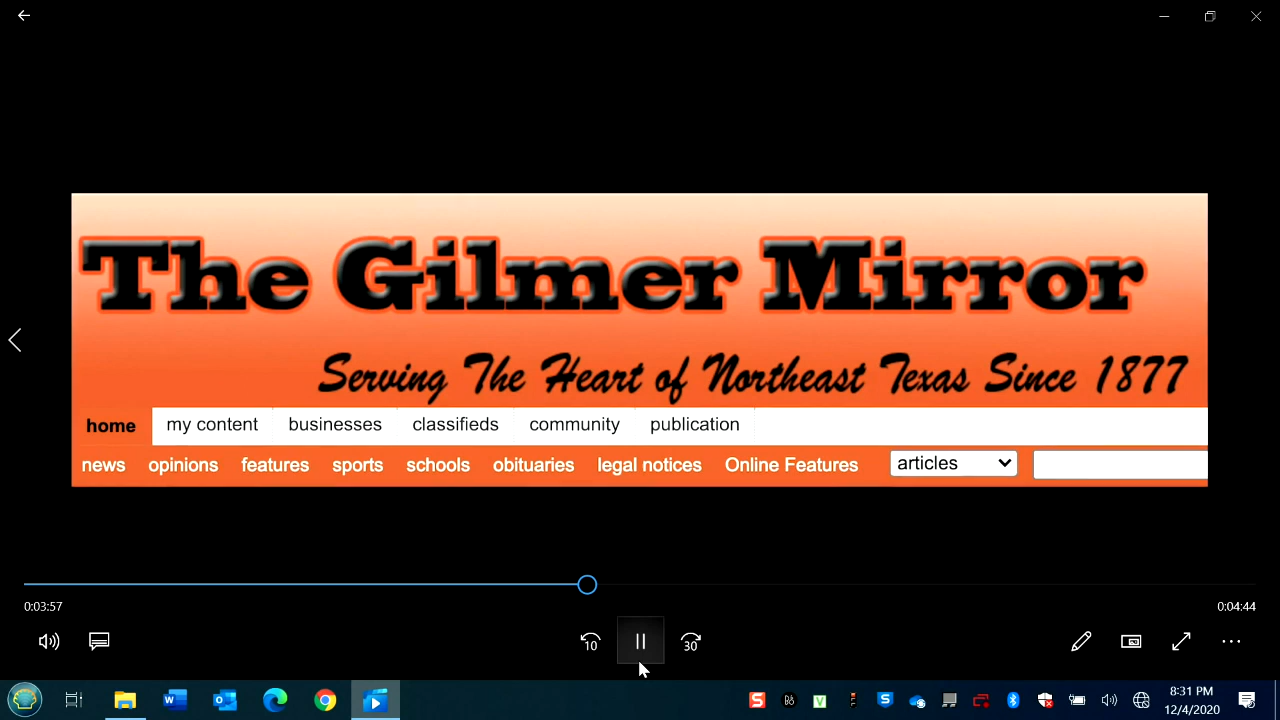 The Gilmer Mirror
Serving The Heart of Northeast Texas Since 1877
home my content businesses classifieds community publication
news opinions features sports schools obituaries legal notices Online Features articles
0:03:57 0:04:44
10 30
8:31 PM
12/4/2020